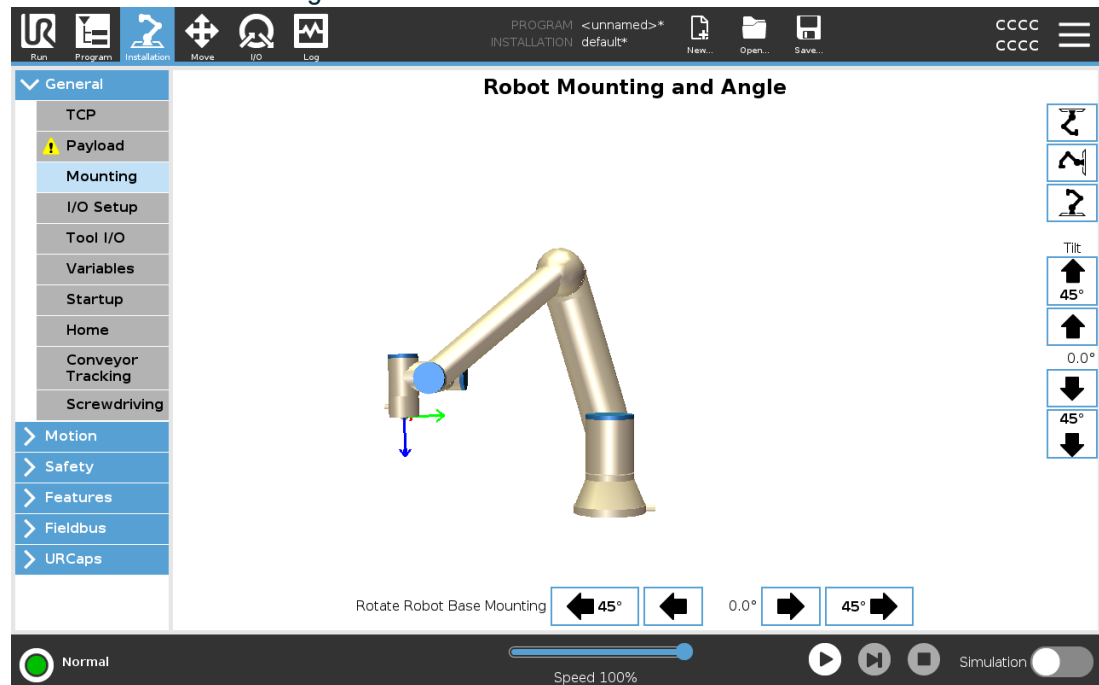 PROGRAM <unnamed>*
INSTALLATION default*
Run
Program
Installation
Move
I/O
Log
New...
Open...
Save...
CCCC
CCCC
General
TCP
Payload
Mounting
I/O Setup
Tool I/O
Variables
Startup
Home
Conveyor
Tracking
Screwdriving
Motion
Safety
Features
Fieldbus
URCaps
Robot Mounting and Angle
Tilt
45°
0.0°
45°
Rotate Robot Base Mounting 45° 0.0° 45°
Normal
Speed 100%
Simulation